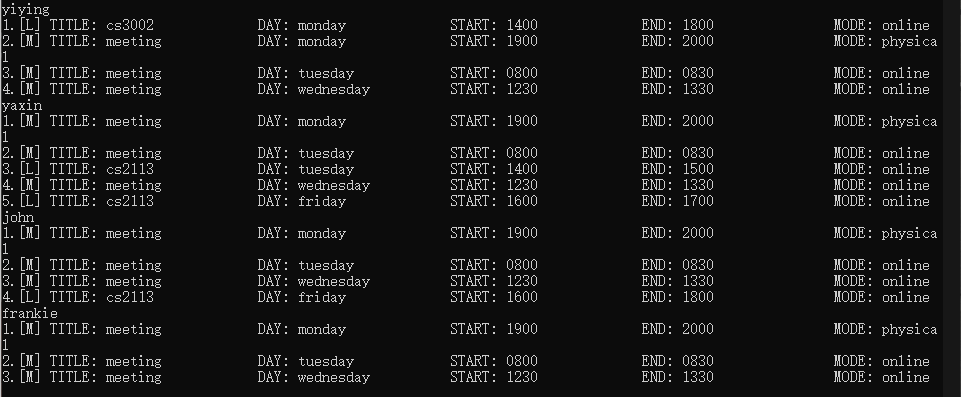 yiying
1.[L] TITLE: cs3002 DAY: monday START: 1400 END: 1800 MODE: online
2.[M] TITLE: meeting DAY: monday START: 1900 END: 2000 MODE: physica
l
3.[M] TITLE: meeting DAY: tuesday START: 0800 END: 0830 MODE: online
4.[M] TITLE: meeting DAY: wednesday START: 1230 END: 1330 MODE: online
yaxin
1.[M] TITLE: meeting DAY: monday START: 1900 END: 2000 MODE: physica
l
2.[M] TITLE: meeting DAY: tuesday START: 0800 END: 0830 MODE: online
3.[L] TITLE: cs2113 DAY: tuesday START: 1400 END: 1500 MODE: online
4.[M] TITLE: meeting DAY: wednesday START: 1230 END: 1330 MODE: online
5.[L] TITLE: cs2113 DAY: friday START: 1600 END: 1700 MODE: online
john
1.[M] TITLE: meeting DAY: monday START: 1900 END: 2000 MODE: physica
l
2.[M] TITLE: meeting DAY: tuesday START: 0800 END: 0830 MODE: online
3.[M] TITLE: meeting DAY: wednesday START: 1230 END: 1330 MODE: online
4.[L] TITLE: cs2113 DAY: friday START: 1600 END: 1800 MODE: online
frankie
1.[M] TITLE: meeting DAY: monday START: 1900 END: 2000 MODE: physica
l
2.[M] TITLE: meeting DAY: tuesday START: 0800 END: 0830 MODE: online
3.[M] TITLE: meeting DAY: wednesday START: 1230 END: 1330 MODE: online